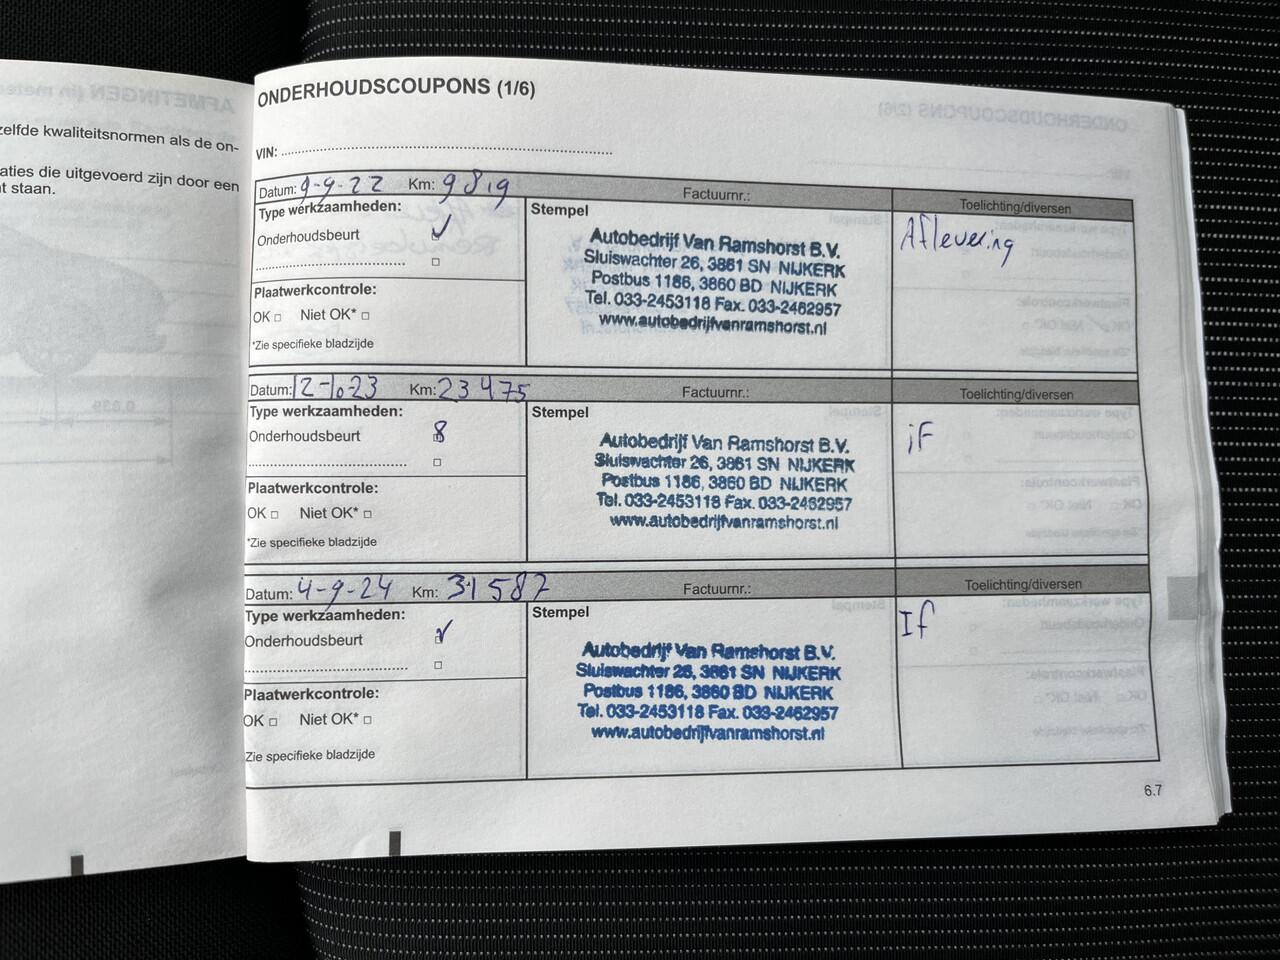 zelfde kwaliteitsnormen als de on-
aties die uitgevoerd zijn door een
t staan.
ONDERHOUDSCOUPONS (1/6)
VIN:
Datum: 9-9-22 Km: 9819 Factuurnr.: Toelichting/diversen
Type werkzaamheden: Stempel
Onderhoudsbeurt
Autobedrijf Van Ramshorst B.V.
Sluiswachter 26, 3861 SN NIJKERK
Postbus 1186, 3860 BD NIJKERK
Tel. 033-2453118 Fax. 033-2462957
www.autobedrijfvanramshorst.nl
Aflevering
Plaatwerkcontrole:
OK Niet OK*
*Zie specifieke bladzijde
Datum: 12-10-23 Km: 23475 Factuurnr.: Toelichting/diversen
Type werkzaamheden: Stempel
Onderhoudsbeurt
Autobedrijf Van Ramshorst B.V.
Sluiswachter 26, 3861 SN NIJKERK
Postbus 1186, 3860 BD NIJKERK
Tel. 033-2453118 Fax. 033-2462957
www.autobedrijfvanramshorst.nl
iF
Plaatwerkcontrole:
OK Niet OK*
*Zie specifieke bladzijde
Datum: 4-9-24 Km: 31587 Factuurnr.: Toelichting/diversen
Type werkzaamheden: Stempel
Onderhoudsbeurt
Autobedrijf Van Ramshorst B.V.
Sluiswachter 26, 3861 SN NIJKERK
Postbus 1186, 3860 BD NIJKERK
Tel. 033-2453118 Fax. 033-2462957
www.autobedrijfvanramshorst.nl
If
Plaatwerkcontrole:
OK Niet OK*
Zie specifieke bladzijde
6.7